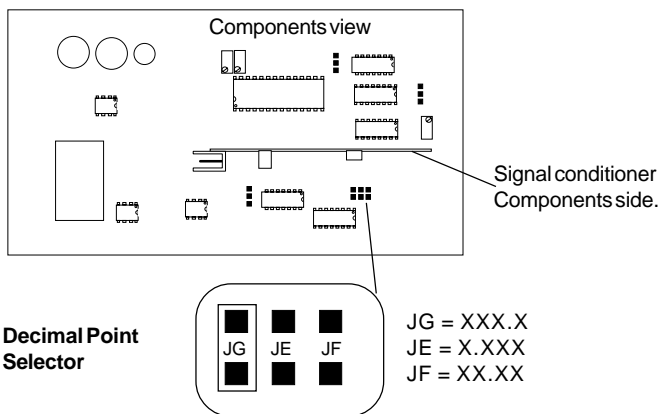 Components view
Signal conditioner
Components side.
Decimal Point
Selector
JG JE JF
JG = XXX.X
JE = X.XXX
JF = XX.XX